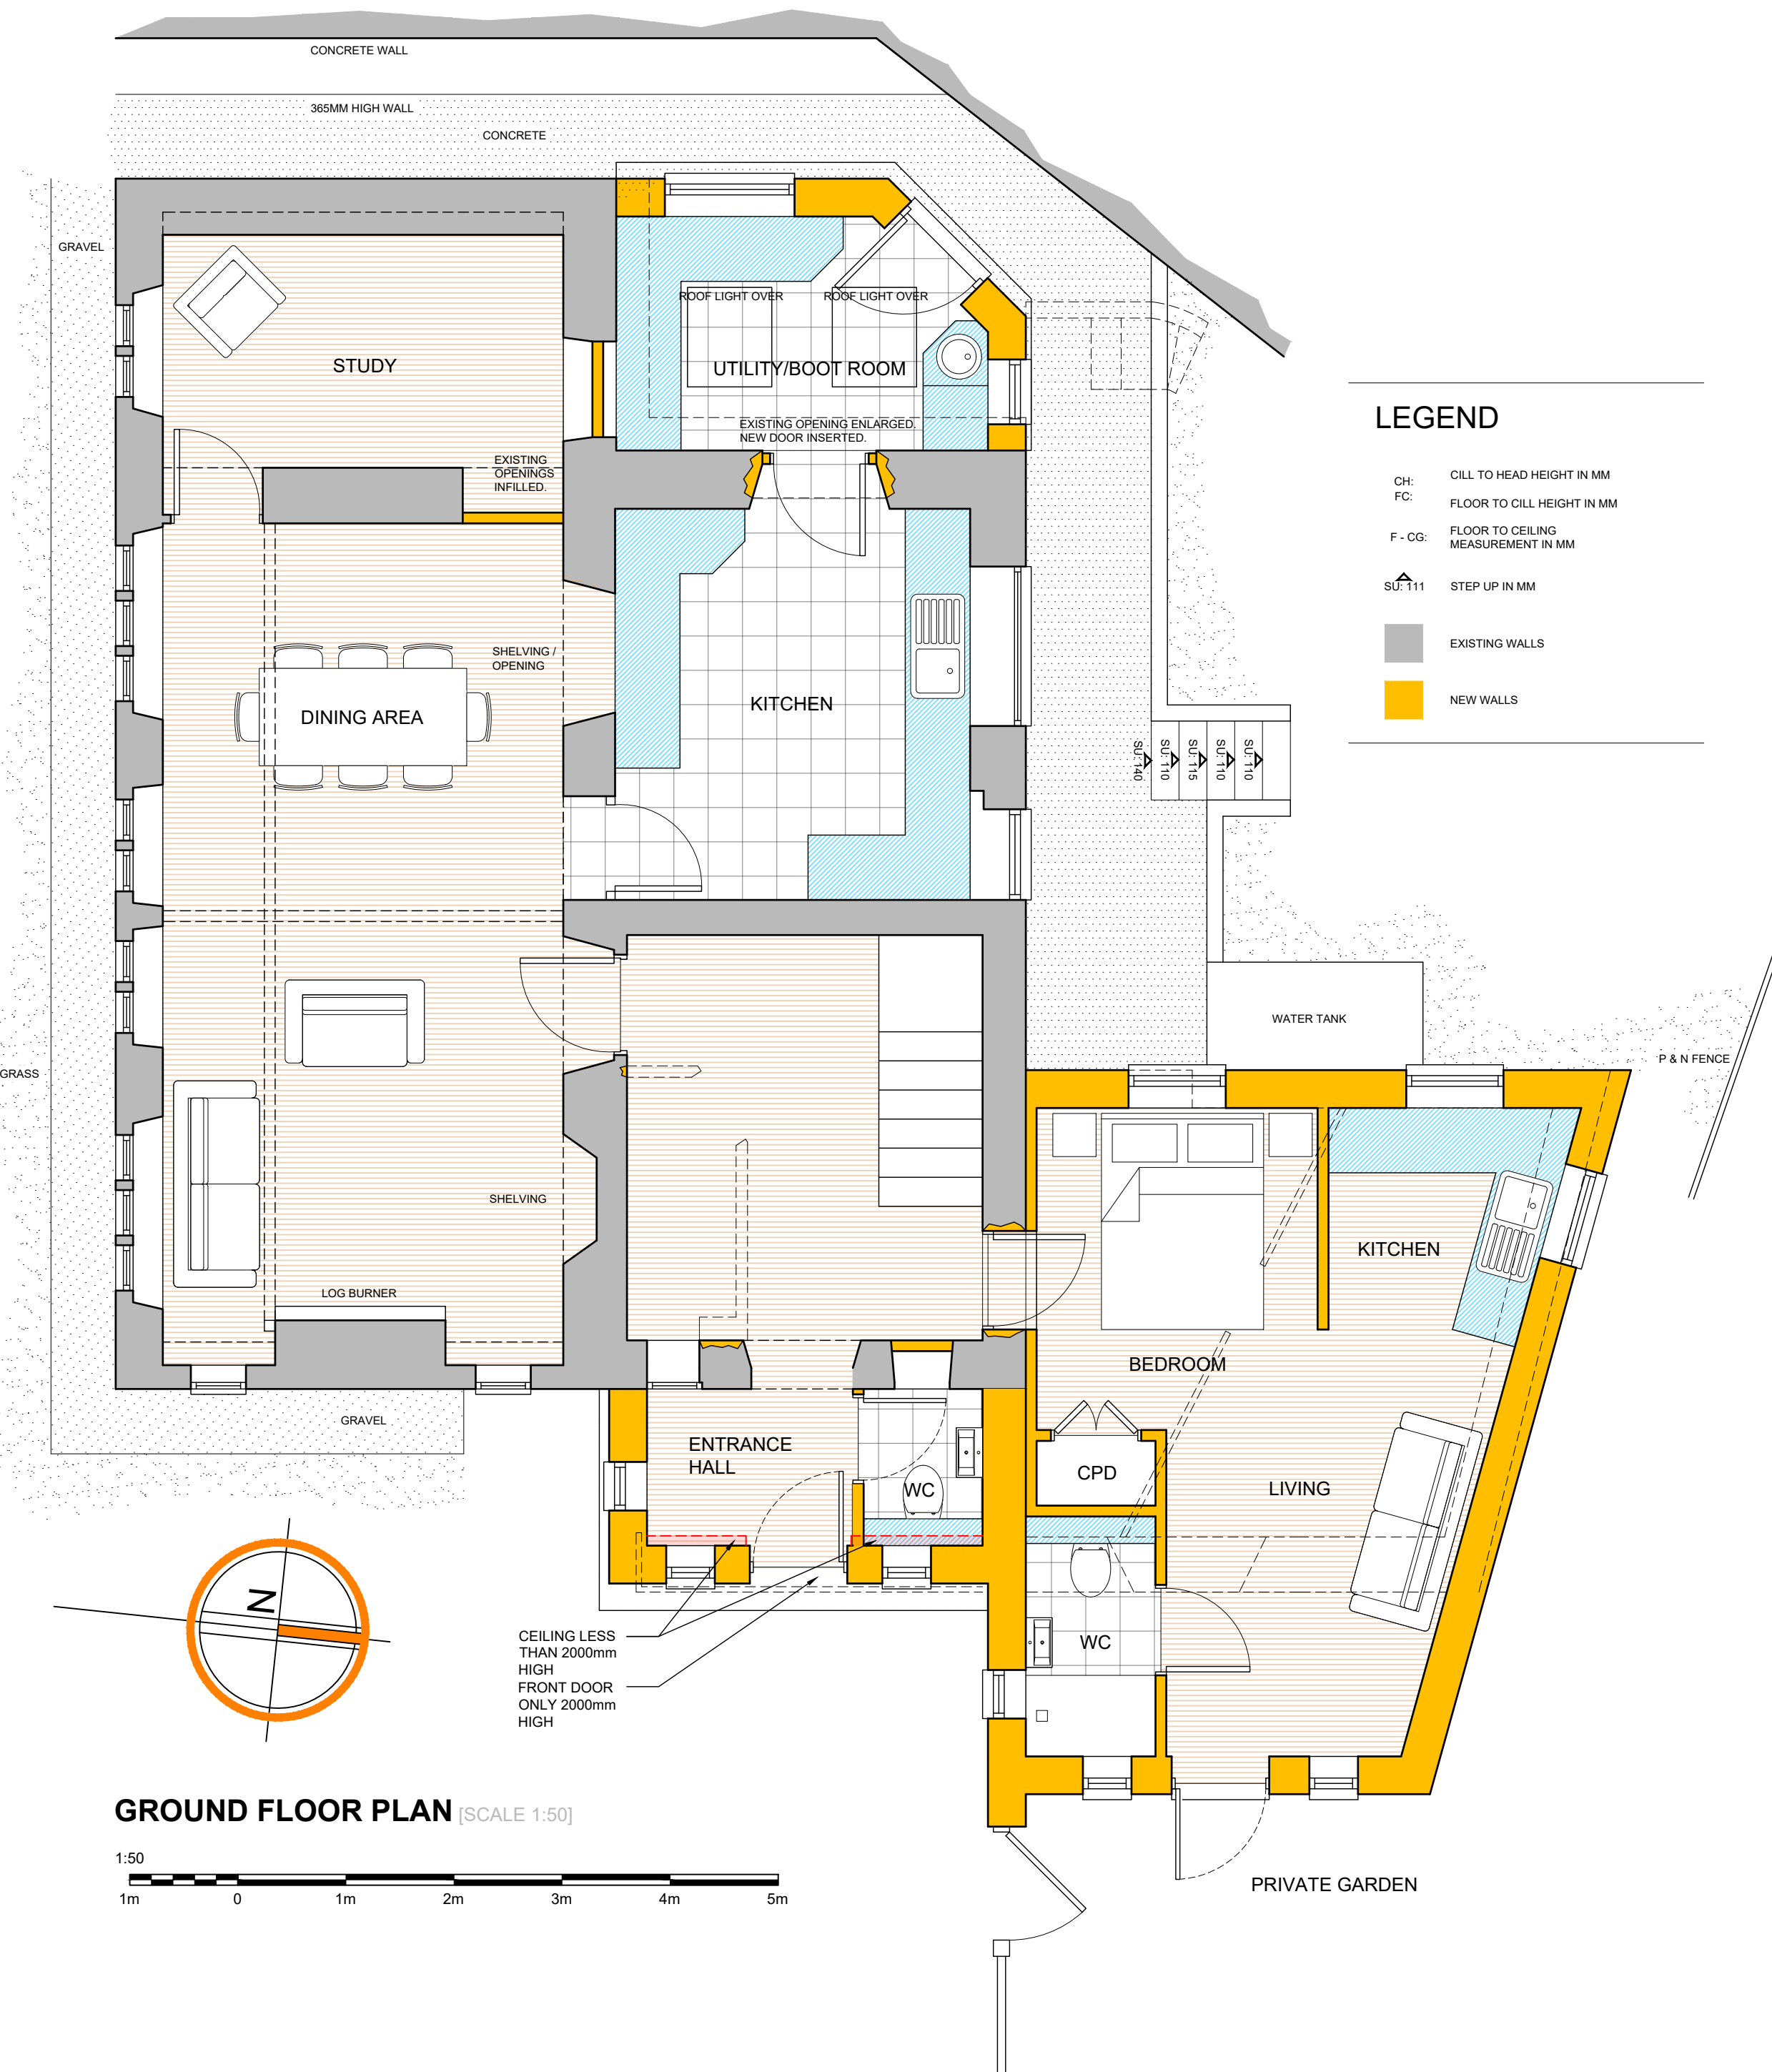 CONCRETE WALL
365MM HIGH WALL
CONCRETE
GRAVEL
STUDY
ROOF LIGHT OVER
ROOF LIGHT OVER
UTILITY/BOOT ROOM
EXISTING OPENING ENLARGED.
NEW DOOR INSERTED.
EXISTING
OPENINGS
INFILLED.
LEGEND
CH:
CILL TO HEAD HEIGHT IN MM
FC:
FLOOR TO CILL HEIGHT IN MM
F - CG:
FLOOR TO CEILING
MEASUREMENT IN MM
SU: 111
STEP UP IN MM
EXISTING WALLS
NEW WALLS
SHELVING /
OPENING
KITCHEN
DINING AREA
SU: 140
SU: 110
SU: 115
SU: 110
SU: 110
WATER TANK
P & N FENCE
GRASS
SHELVING
LOG BURNER
KITCHEN
BEDROOM
GRAVEL
ENTRANCE
HALL
WC
CPD
LIVING
WC
N
CEILING LESS
THAN 2000mm
HIGH
FRONT DOOR
ONLY 2000mm
HIGH
GROUND FLOOR PLAN [SCALE 1:50]
1:50
1m 0 1m 2m 3m 4m 5m
PRIVATE GARDEN